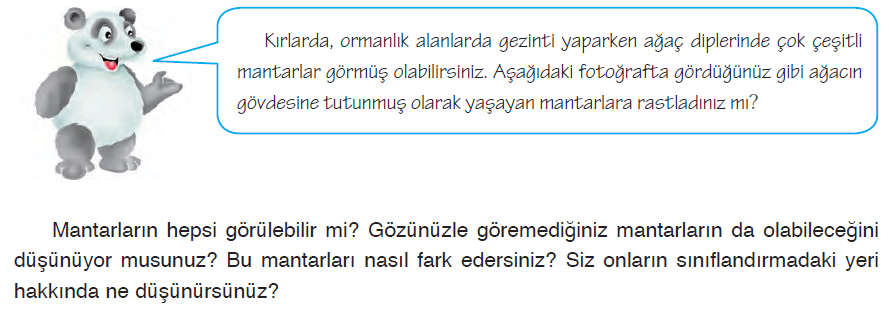 Kırlarda, ormanlık alanlarda gezinti yaparken ağaç diplerinde çok çeşitli
mantarlar görmüş olabilirsiniz. Aşağıdaki fotoğrafta gördüğünüz gibi ağacın
gövdesine tutunmuş olarak yaşayan mantarlara rastladınız mı?
Mantarların hepsi görülebilir mi? Gözünüzle göremediğiniz mantarların da olabileceğini
düşünüyor musunuz? Bu mantarları nasıl fark edersiniz? Siz onların sınıflandırmadaki yeri
hakkında ne düşünürsünüz?